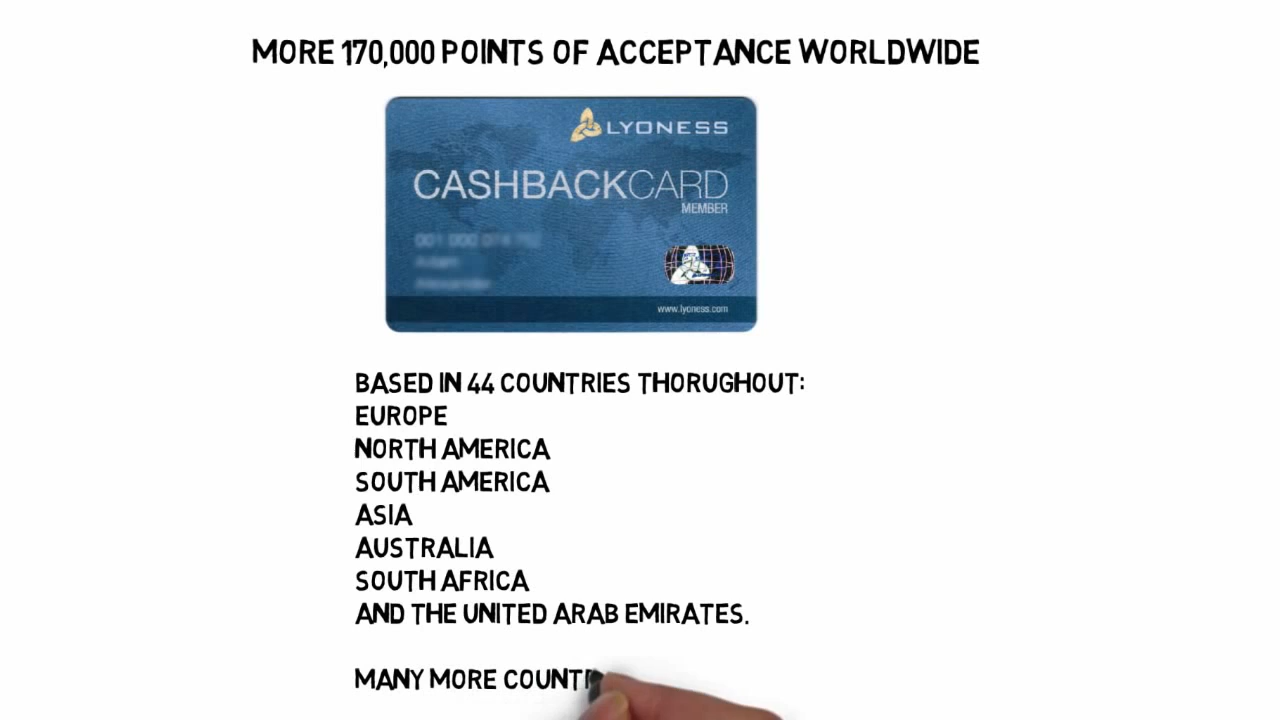 MORE 170,000 POINTS OF ACCEPTANCE WORLDWIDE
LYONESS
CASHBACKCARD
MEMBER
www.lyoness.com
BASED IN 44 COUNTRIES THORUGHOUT:
EUROPE
NORTH AMERICA
SOUTH AMERICA
ASIA
AUSTRALIA
SOUTH AFRICA
AND THE UNITED ARAB EMIRATES.
MANY MORE COUNT